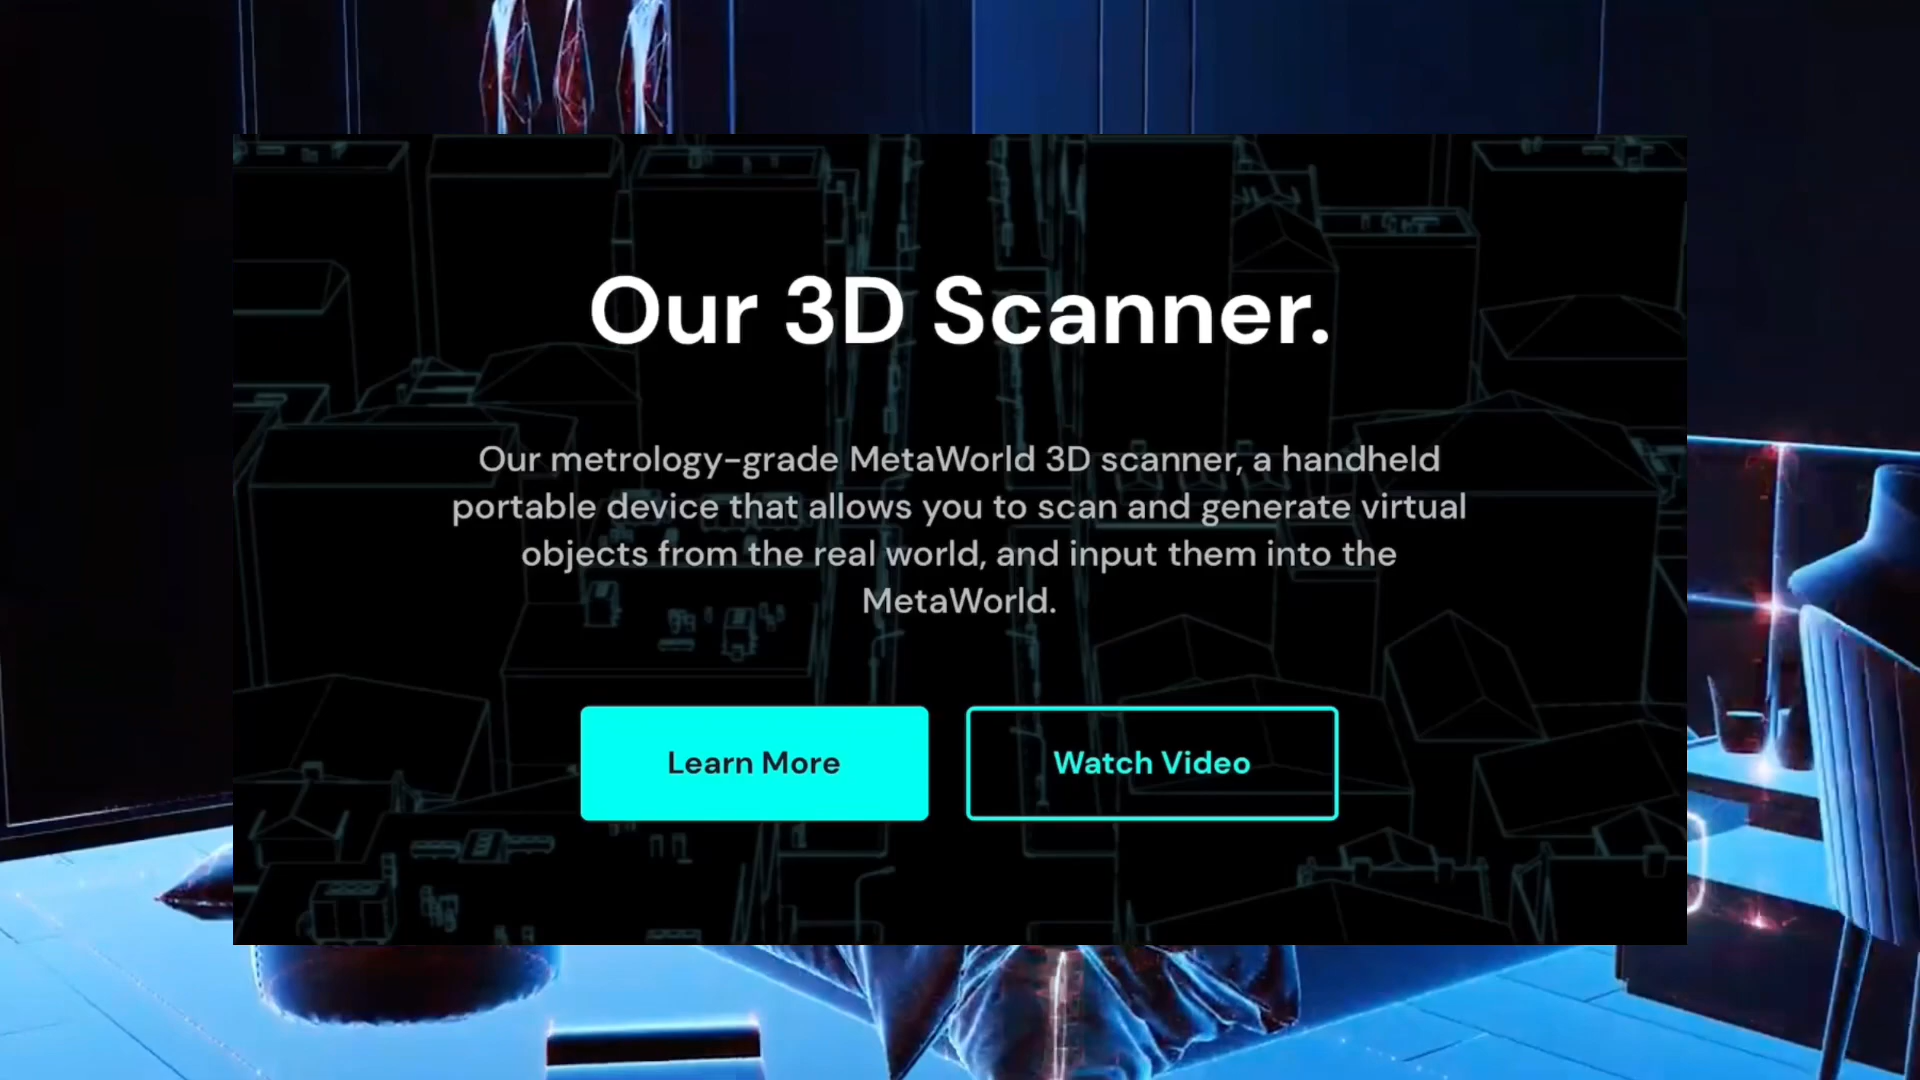 Our 3D Scanner.
Our metrology-grade MetaWorld 3D scanner, a handheld
portable device that allows you to scan and generate virtual
objects from the real world, and input them into the
MetaWorld.
Learn More
Watch Video